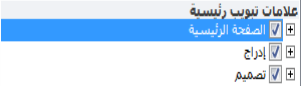 علامات تبويب رئيسية
الصفحة الرئيسية
إدراج
تصميم